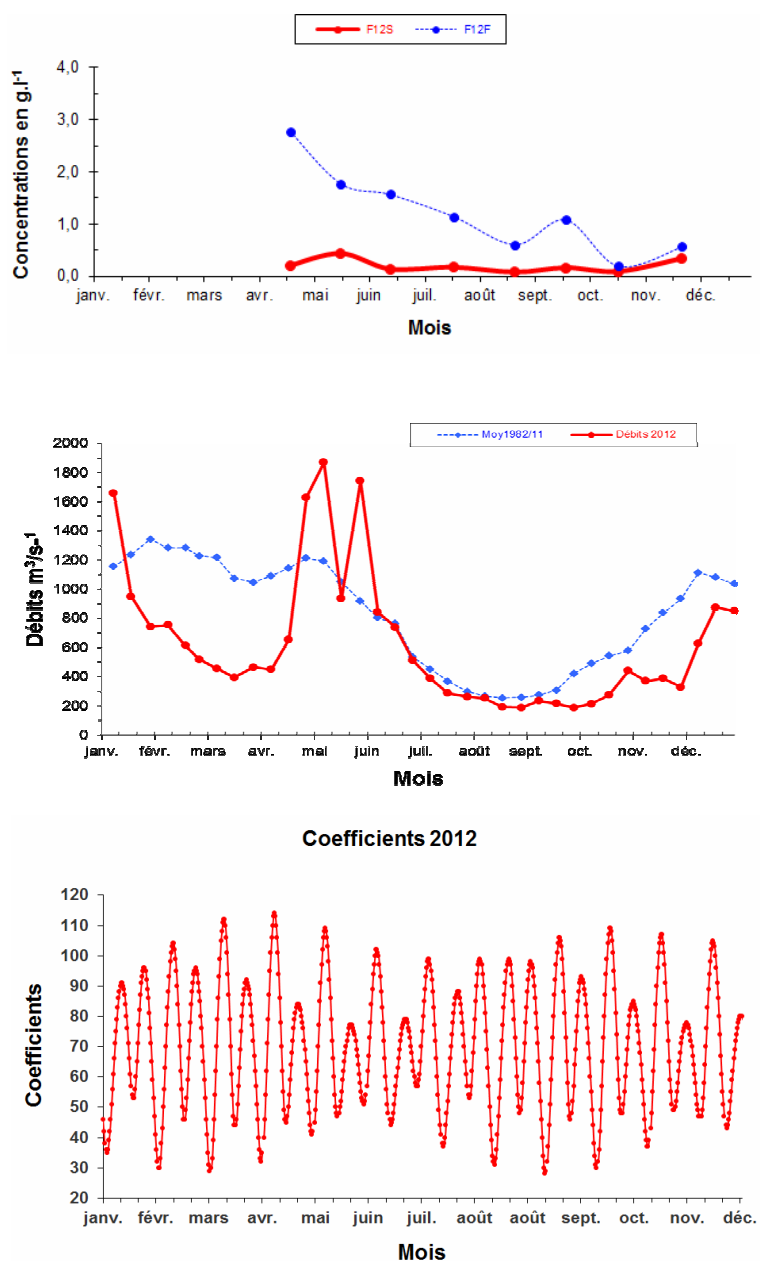 F12S F12F
Concentrations en g.l-1
4,0
3,0
2,0
1,0
0,0
janv. févr. mars avr. mai juin juil. août sept. oct. nov. déc.
Mois
Moy1982/11 Débits 2012
Débits m3/s-1
2000
1800
1600
1400
1200
1000
800
600
400
200
0
janv. févr. mars avr. mai juin juil. août sept. oct. nov. déc.
Mois
Coefficients 2012
Coefficients
120
110
100
90
80
70
60
50
40
30
20
janv. févr. mars avr. mai juin juil. août août sept. oct. nov. déc.
Mois